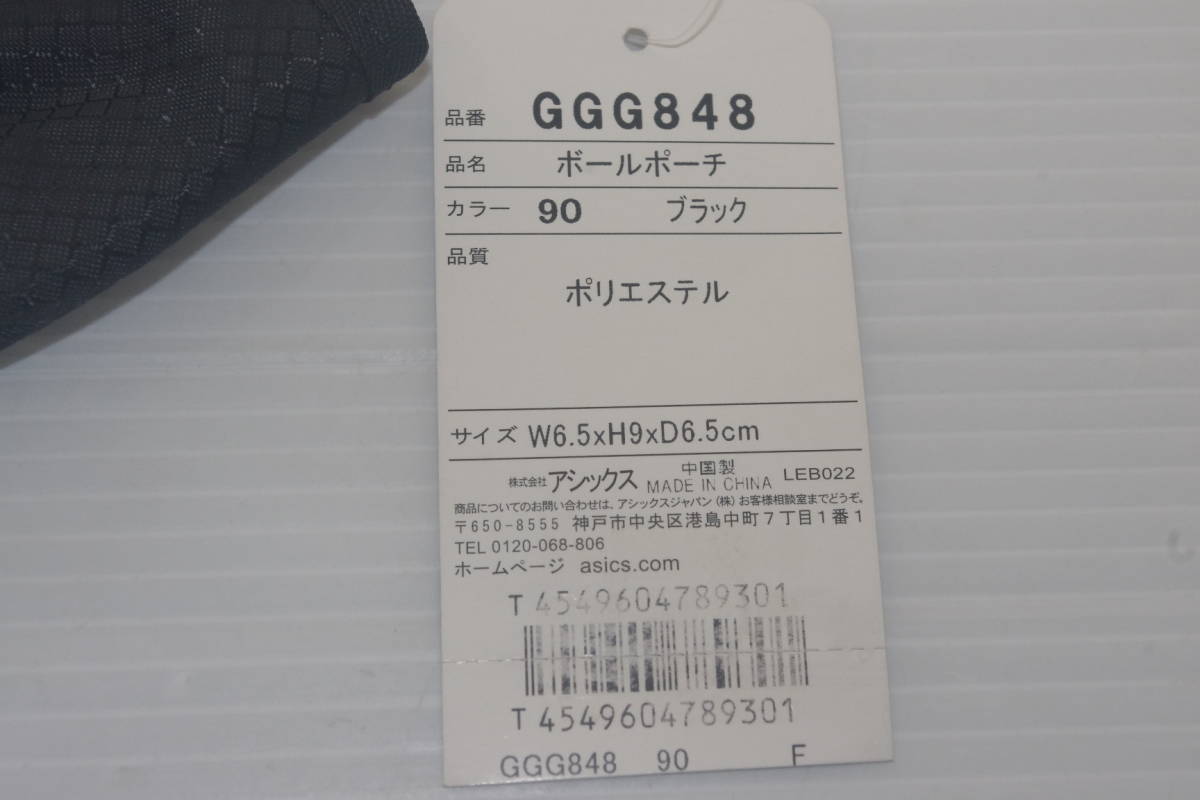 品番 GGG848
品名 ボールポーチ
カラー 90 ブラック
品質
ポリエステル
サイズ W6.5xH9xD6.5cm
株式会社アシックス 中国製 MADE IN CHINA LEB022
商品についてのお問い合わせは、アシックスジャパン(株)お客様相談室までどうぞ。
〒650-8555 神戸市中央区港島中町7丁目1番1
TEL 0120-068-806
ホームページ asics.com
T 4549604789301
T 4549604789301
GGG848 90 F